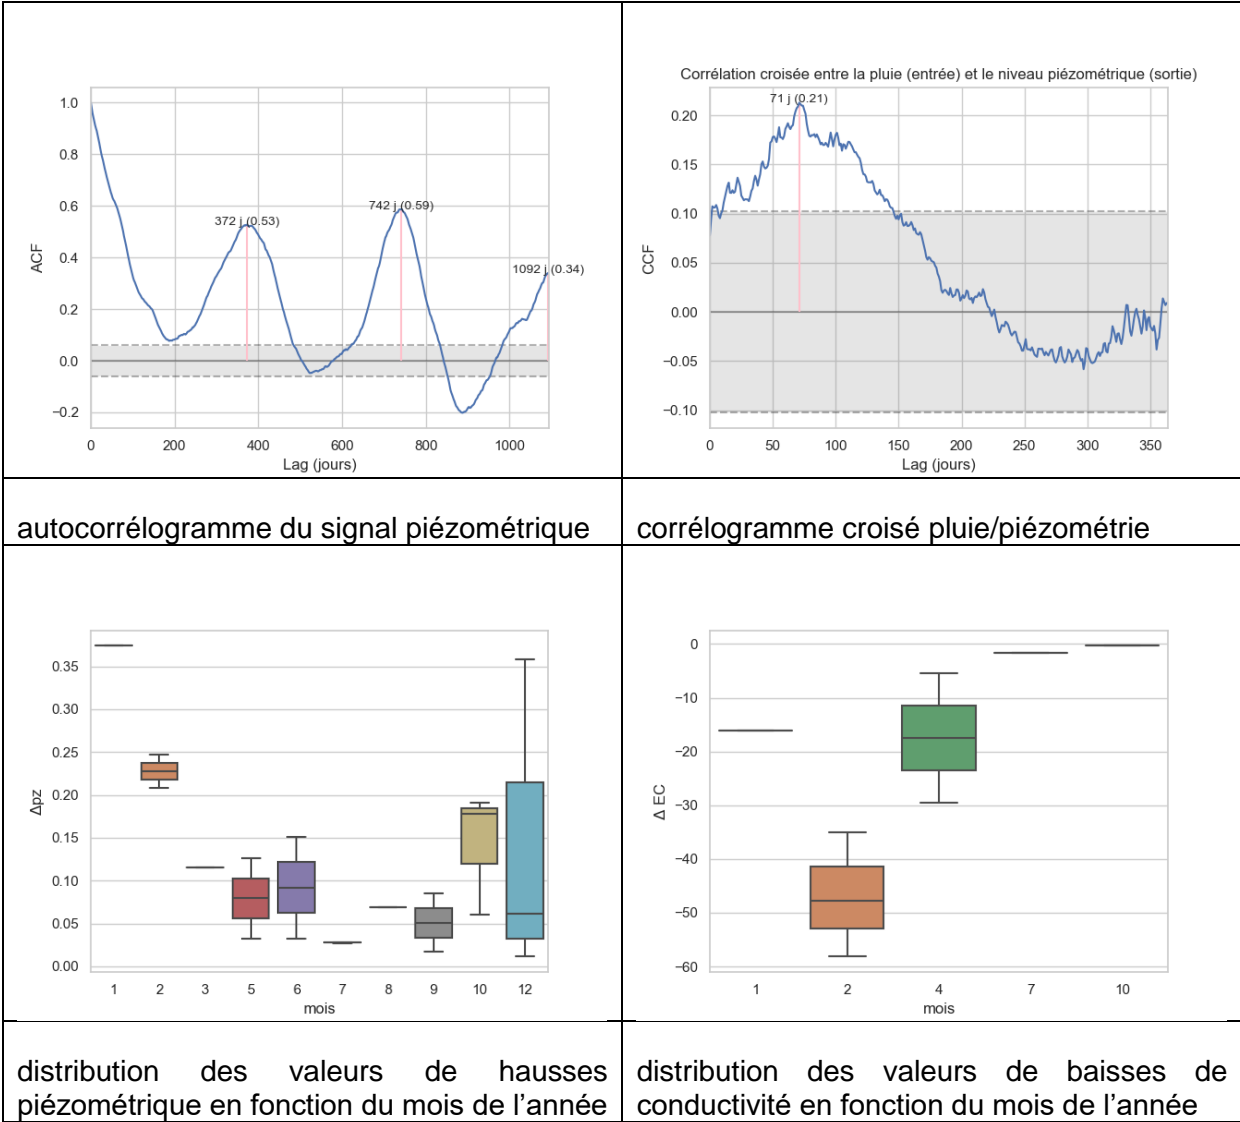 1.0
0.8
0.6
0.4
0.2
0.0
−0.2
ACF
372 j (0.53)
742 j (0.59)
1092 j (0.34)
0 200 400 600 800 1000
Lag (jours)
Corrélation croisée entre la pluie (entrée) et le niveau piézométrique (sortie)
0.20
0.15
0.10
0.05
0.00
−0.05
−0.10
CCF
71 j (0.21)
0 50 100 150 200 250 300 350
Lag (jours)
autocorrélogramme du signal piézométrique
corrélogramme croisé pluie/piézométrie
0.35
0.30
0.25
0.20
0.15
0.10
0.05
0.00
Δpz
1 2 3 5 6 7 8 9 10 12
mois
0
−10
−20
−30
−40
−50
−60
Δ EC
1 2 4 7 10
mois
distribution des valeurs de hausses
piézométrique en fonction du mois de l’année
distribution des valeurs de baisses de
conductivité en fonction du mois de l’année